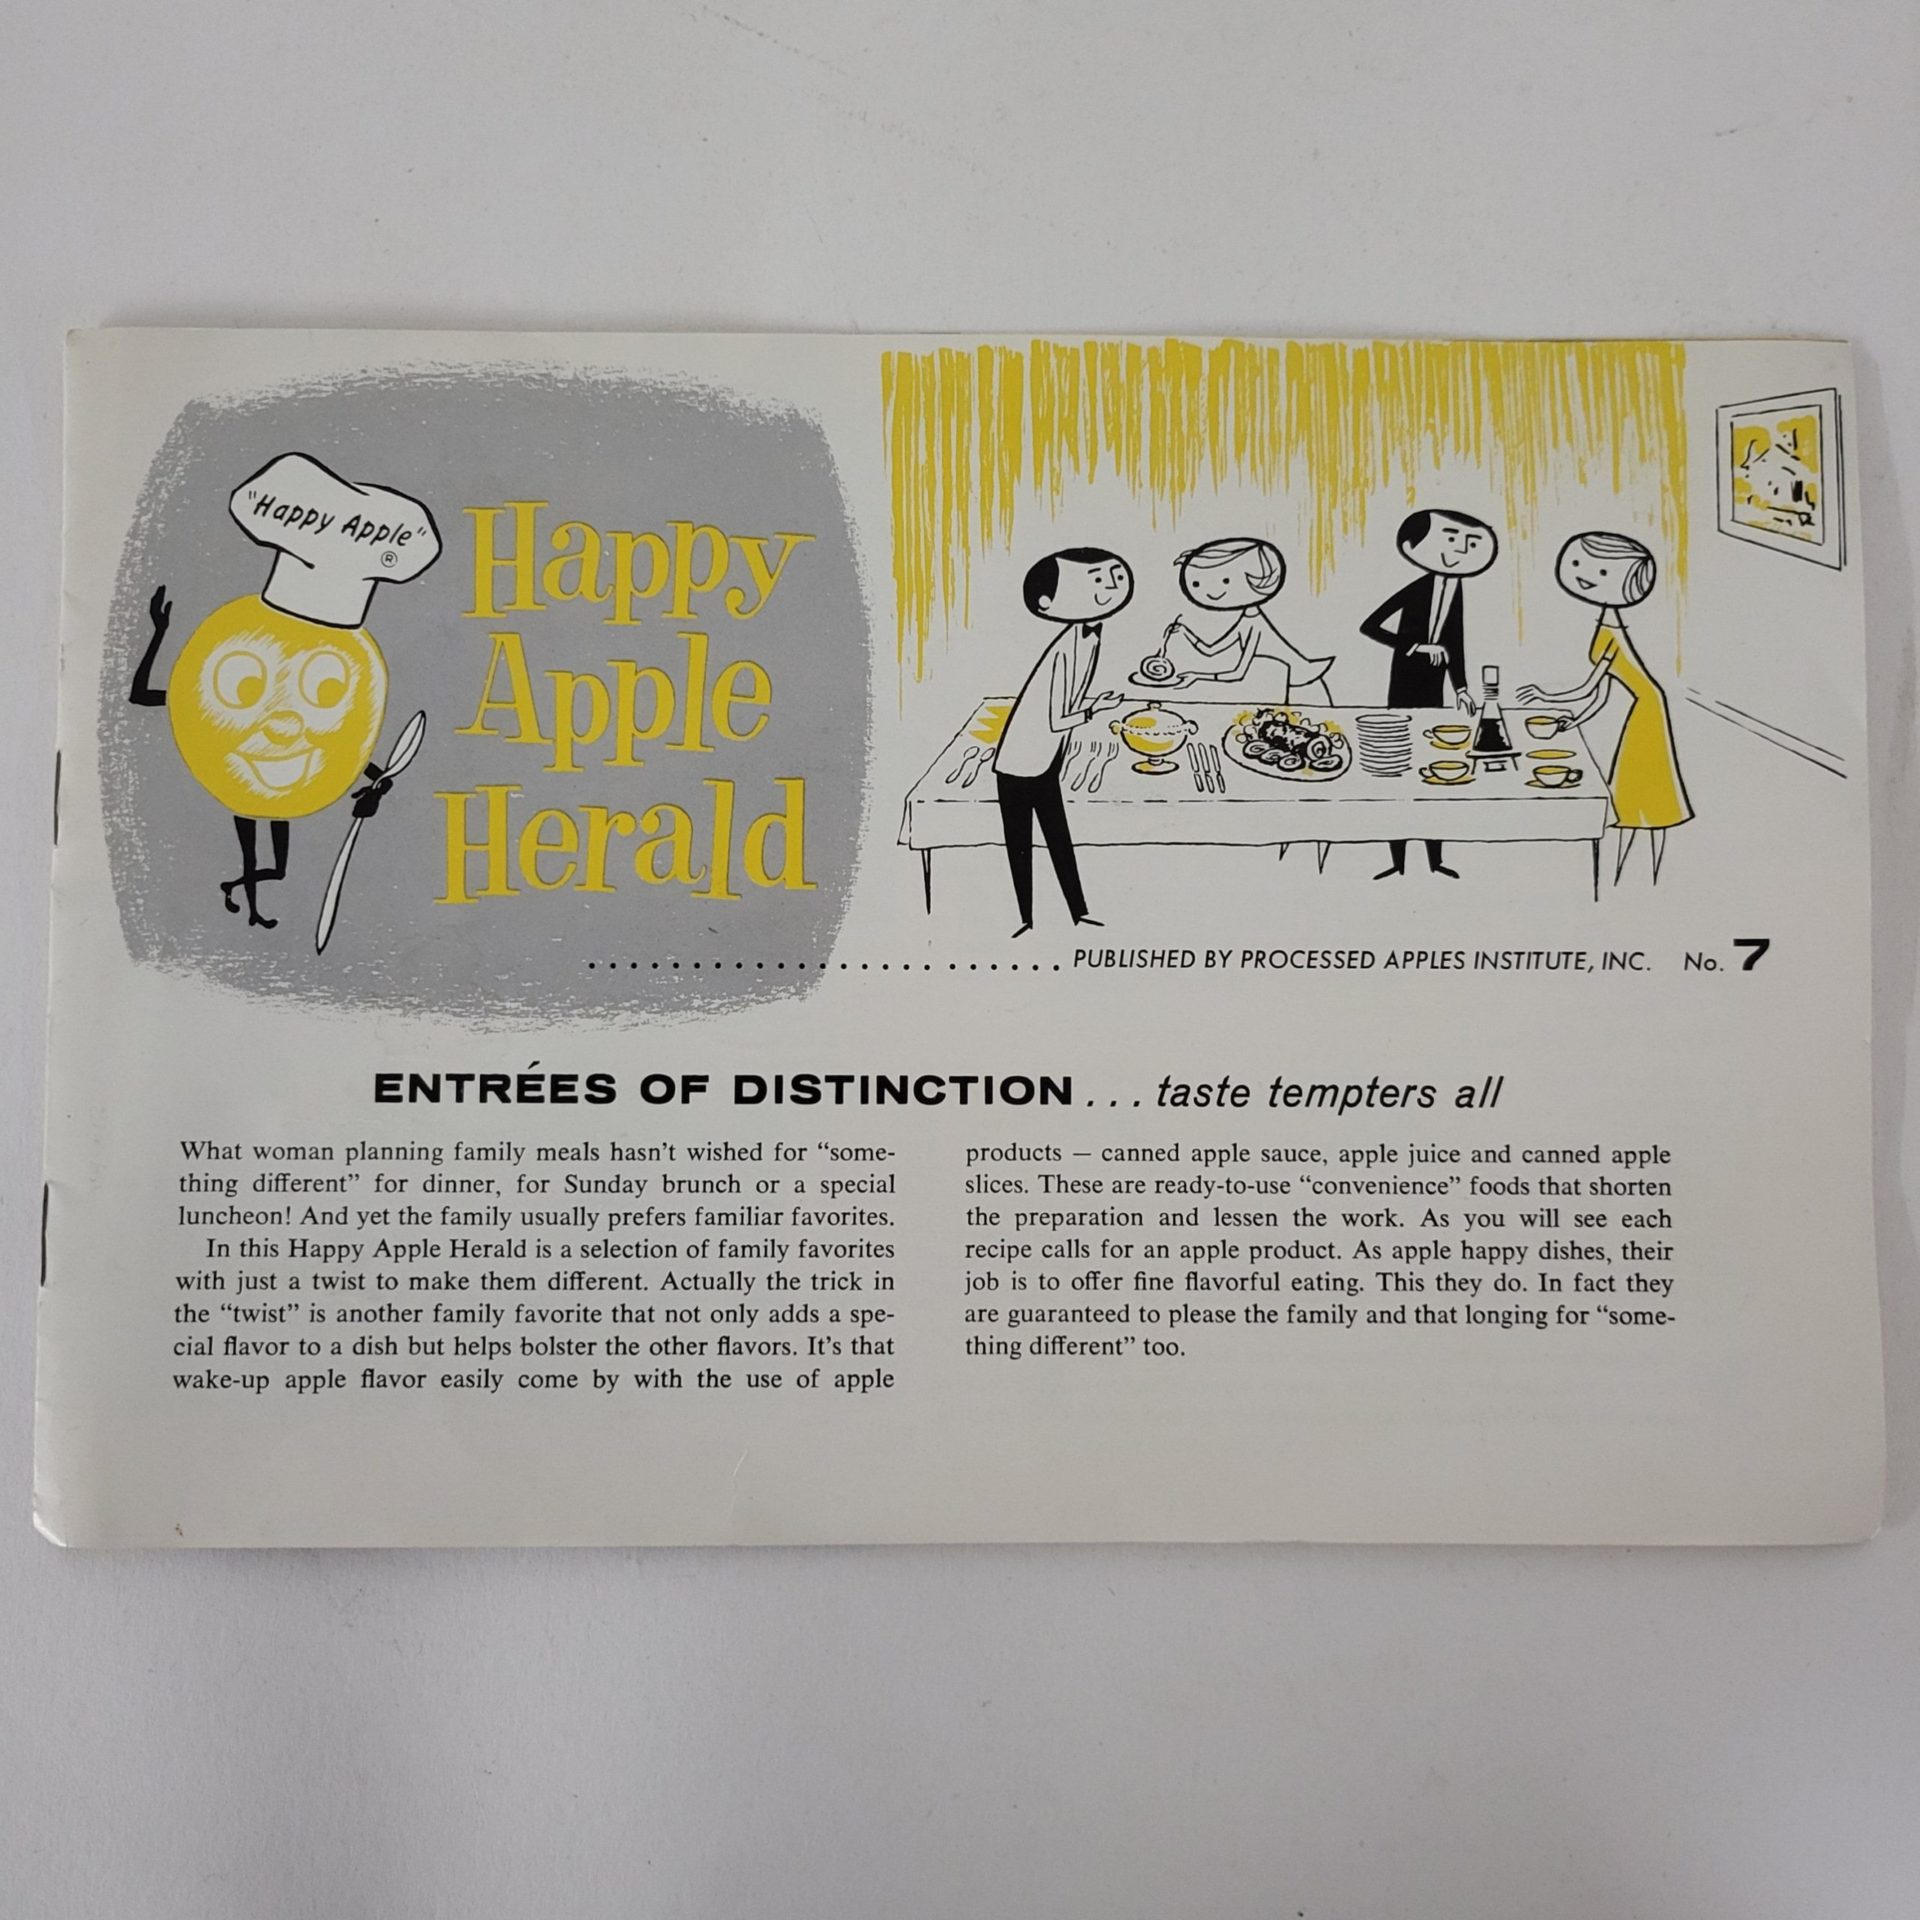 "Happy Apple"
®
Happy
Apple
Herald
PUBLISHED BY PROCESSED APPLES INSTITUTE, INC. No. 7
ENTRÉES OF DISTINCTION... taste tempters all
What woman planning family meals hasn't wished for “some-
thing different” for dinner, for Sunday brunch or a special
luncheon! And yet the family usually prefers familiar favorites.
In this Happy Apple Herald is a selection of family favorites
with just a twist to make them different. Actually the trick in
the “twist” is another family favorite that not only adds a spe-
cial flavor to a dish but helps bolster the other flavors. It's that
wake-up apple flavor easily come by with the use of apple
products — canned apple sauce, apple juice and canned apple
slices. These are ready-to-use “convenience” foods that shorten
the preparation and lessen the work. As you will see each
recipe calls for an apple product. As apple happy dishes, their
job is to offer fine flavorful eating. This they do. In fact they
are guaranteed to please the family and that longing for “some-
thing different” too.